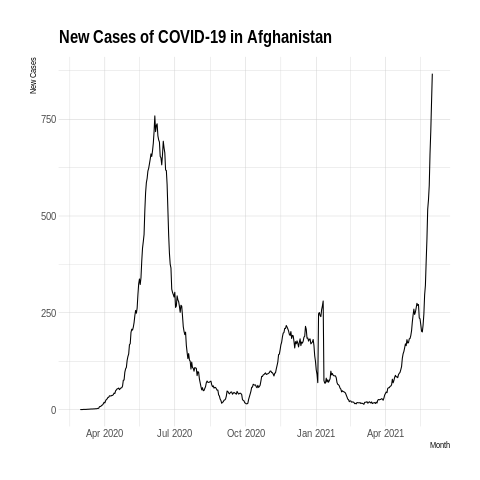 New Cases of COVID-19 in Afghanistan
New Cases
750
500
250
0
Apr 2020 Jul 2020 Oct 2020 Jan 2021 Apr 2021
Month